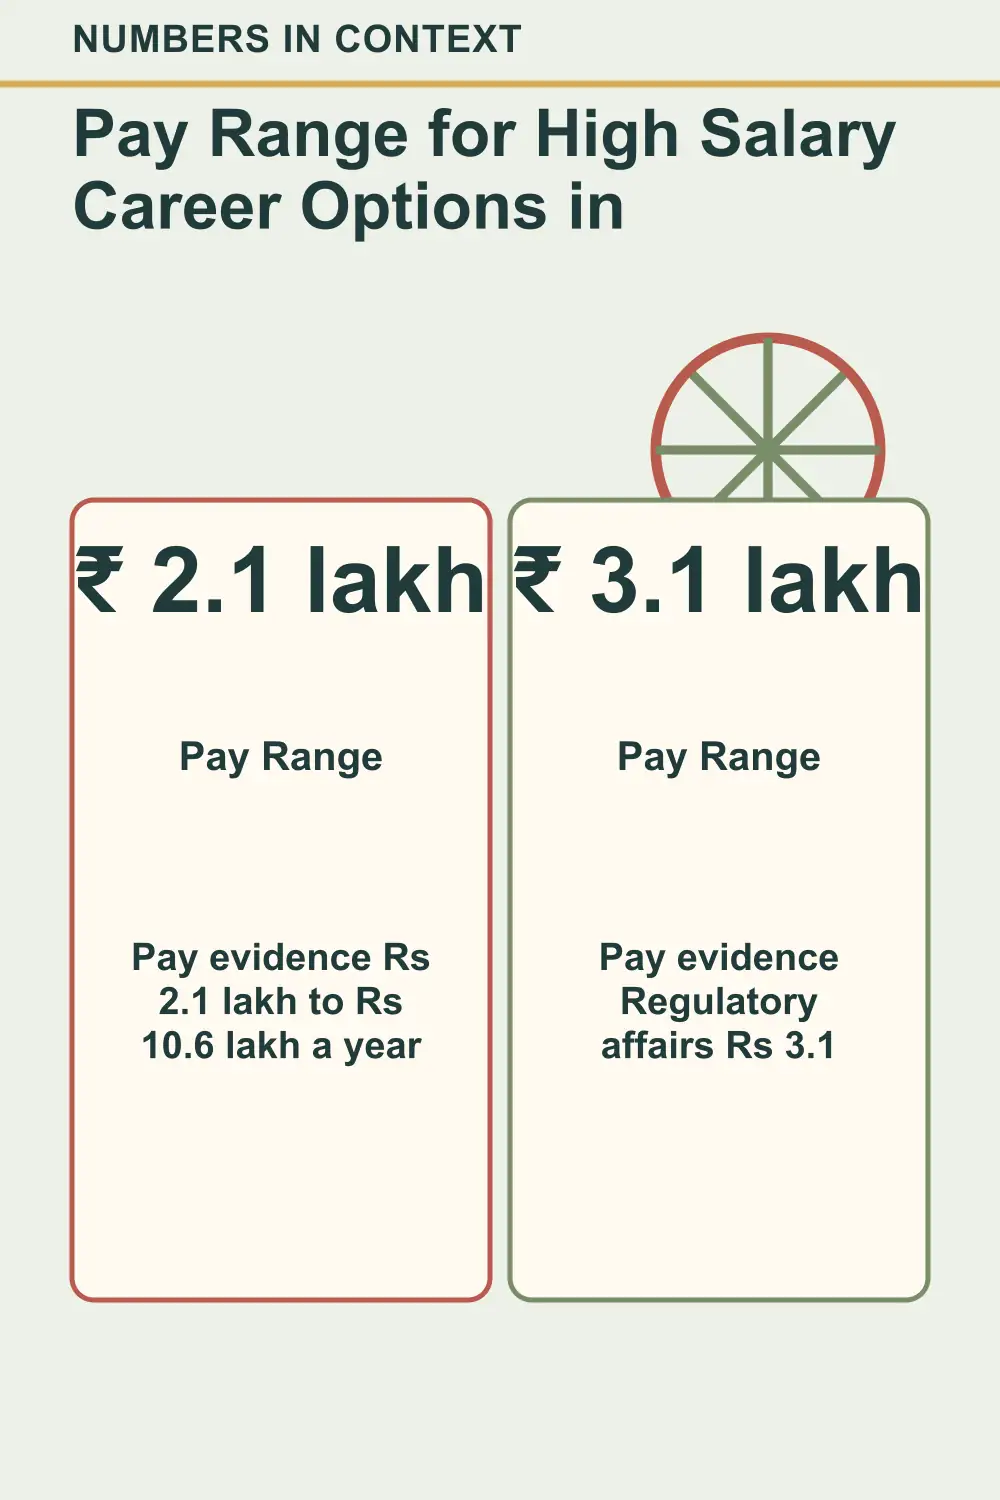 NUMBERS IN CONTEXT
Pay Range for High Salary
Career Options in
₹ 2.1 lakh
Pay Range
Pay evidence Rs
2.1 lakh to Rs
10.6 lakh a year
₹ 3.1 lakh
Pay Range
Pay evidence
Regulatory
affairs Rs 3.1